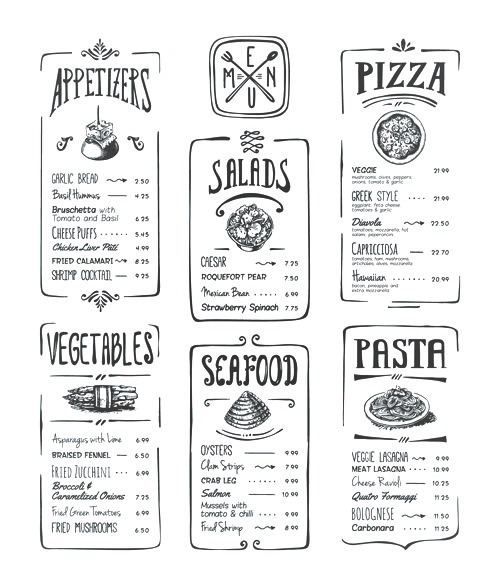 APPETIZERS
GARLIC BREAD 2.50
Basil Hummus 4.25
Bruschetta with
Tomato and Basil 6.25
CHEESE PUFFS 5.45
Chicken Liver Pâté 4.99
FRIED CALAMARI 8.25
SHRIMP COCKTAIL 9.25
MENU
SALADS
CAESAR 7.25
ROQUEFORT PEAR 7.50
Mexican Bean 6.99
Strawberry Spinach 7.75
PIZZA
VEGGIE 21.99
mushrooms, olives, peppers,
onions, tomato & garlic
GREEK STYLE 21.99
eggplant, feta cheese
tomatoes & garlic
Diavola 22.50
tomatoes, mozzarella, hot
salami, peperoncini
CAPRICCIOSA 22.70
tomatoes, ham, mushrooms,
artichokes, olives, mozzarella
Hawaiian 20.99
bacon, pineapple and
extra mozzarella
VEGETABLES
Asparagus with Lime 6.99
BRAISED FENNEL 6.50
FRIED ZUCCHINI 6.99
Broccoli &
Caramelized Onions 7.25
Fried Green Tomatoes 6.99
FRIED MUSHROOMS 6.50
SEAFOOD
OYSTERS 9.99
Clam Strips 7.99
CRAB LEG 9.99
Salmon 10.99
Mussels with
tomato & chilli 9.99
Fried Shrimp 8.99
PASTA
VEGGIE LASAGNA 9.99
MEAT LASAGNA 10.99
Cheese Ravioli 10.25
Quatro Formaggi 11.25
BOLOGNESE 11.50
Carbonara 11.25